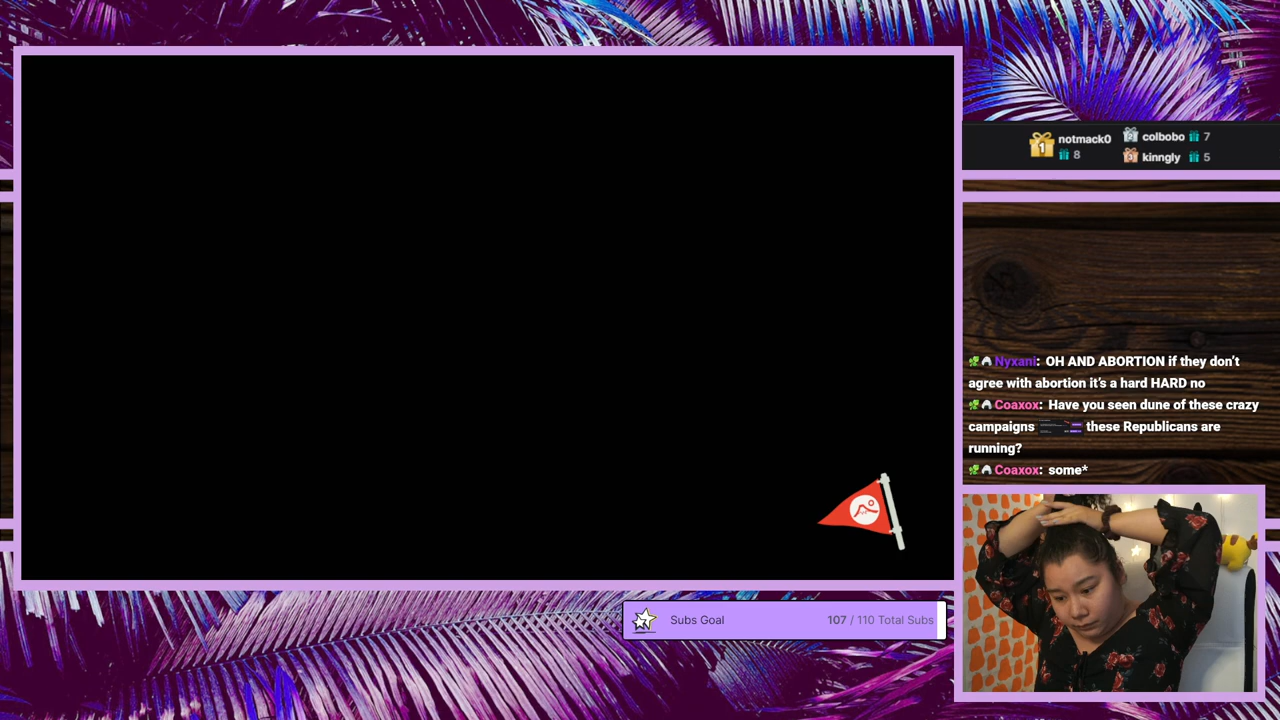 notmack0
8
colbobo 7
kinngly 5
Nyxani: OH AND ABORTION if they don't
agree with abortion it's a hard HARD no
Coaxox: Have you seen dune of these crazy
campaigns these Republicans are
running?
Coaxox: some*
Subs Goal 107 / 110 Total Subs